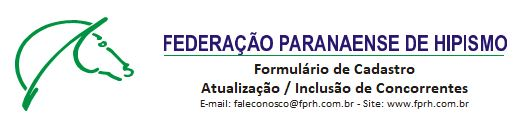 FEDERAÇÃO PARANAENSE DE HIPISMO
Formulário de Cadastro
Atualização / Inclusão de Concorrentes
E-mail: faleconosco@fprh.com.br - Site: www.fprh.com.br